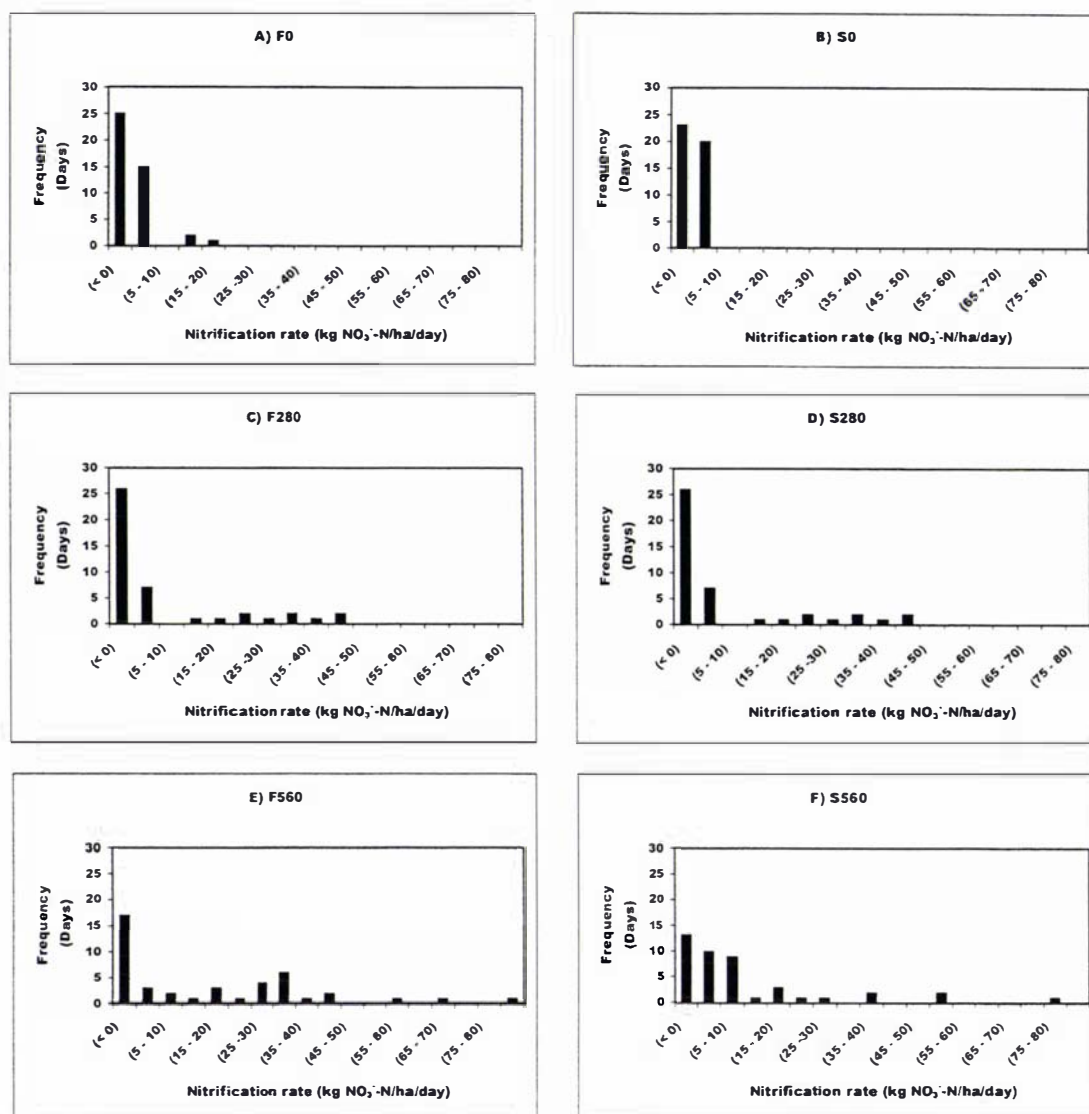 A) F0
Frequency
(Days)
30
25
20
15
10
5
0
(< 0)
(5 - 10)
(15 - 20)
(25 -30)
(35 - 40)
(45 - 50)
(55 - 60)
(65 - 70)
(75 - 80)
Nitrification rate (kg NO₃⁻-N/ha/day)
B) S0
Frequency
(Days)
30
25
20
15
10
5
0
(< 0)
(5 - 10)
(15 - 20)
(25 -30)
(35 - 40)
(45 - 50)
(55 - 60)
(65 - 70)
(75 - 80)
Nitrification rate (kg NO₃⁻-N/ha/day)
C) F280
Frequency
(Days)
30
25
20
15
10
5
0
(< 0)
(5 - 10)
(15 - 20)
(25 -30)
(35 - 40)
(45 - 50)
(55 - 60)
(65 - 70)
(75 - 80)
Nitrification rate (kg NO₃⁻-N/ha/day)
D) S280
Frequency
(Days)
30
25
20
15
10
5
0
(< 0)
(5 - 10)
(15 - 20)
(25 -30)
(35 - 40)
(45 - 50)
(55 - 60)
(65 - 70)
(75 - 80)
Nitrification rate (kg NO₃⁻-N/ha/day)
E) F560
Frequency
(Days)
30
25
20
15
10
5
0
(< 0)
(5 - 10)
(15 - 20)
(25 -30)
(35 - 40)
(45 - 50)
(55 - 60)
(65 - 70)
(75 - 80)
Nitrification rate (kg NO₃⁻-N/ha/day)
F) S560
Frequency
(Days)
30
25
20
15
10
5
0
(< 0)
(5 - 10)
(15 - 20)
(25 -30)
(35 - 40)
(45 - 50)
(55 - 60)
(65 - 70)
(75 - 80)
Nitrification rate (kg NO₃⁻-N/ha/day)